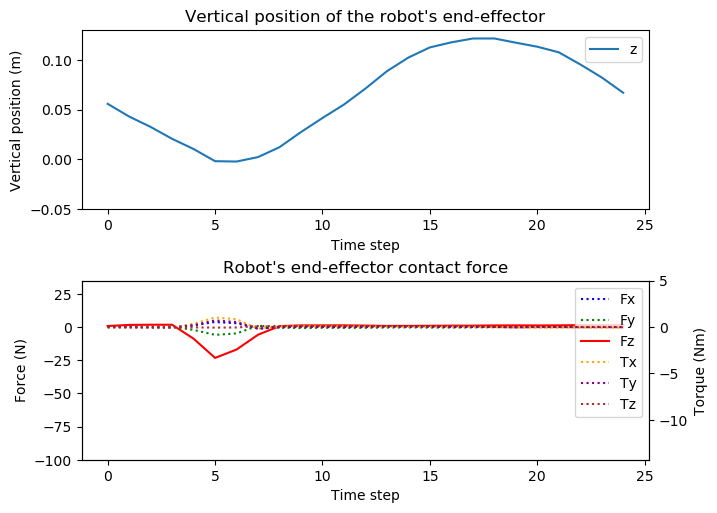 Vertical position of the robot's end-effector
Vertical position (m)
0.10
0.05
0.00
−0.05
z
0 5 10 15 20 25
Time step
Robot's end-effector contact force
Force (N)
25
0
−25
−50
−75
−100
Fx
Fy
Fz
Tx
Ty
Tz
5
0
−5
−10
Torque (Nm)
0 5 10 15 20 25
Time step